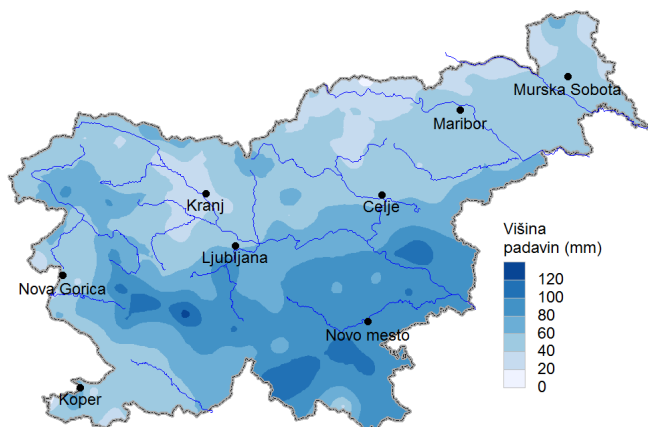 Murska Sobota
Maribor
Kranj
Celje
Ljubljana
Nova Gorica
Novo mesto
Koper
Višina
padavin (mm)
120
100
80
60
40
20
0